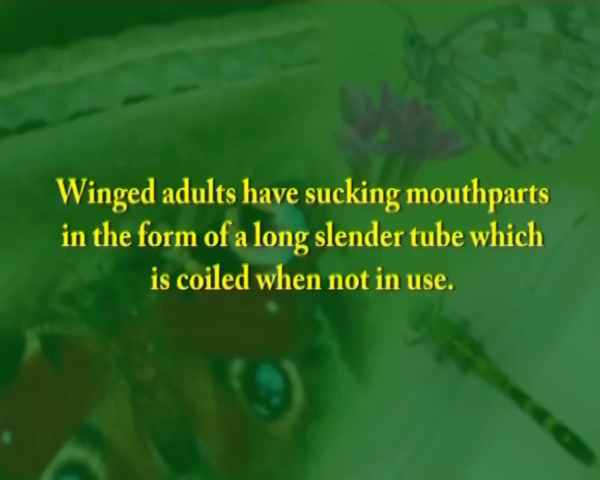 Winged adults have sucking mouthparts
in the form of a long slender tube which
is coiled when not in use.